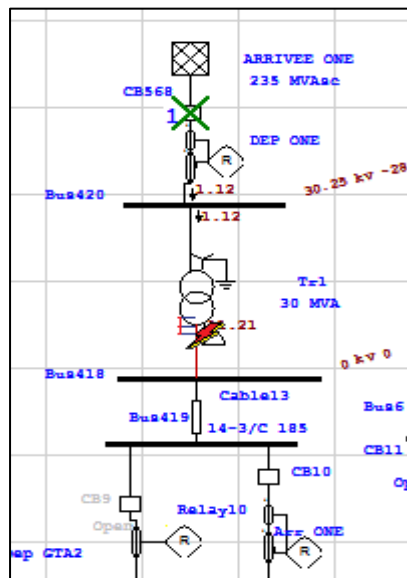 ARRIVEE ONE
235 MVAsc
CB568
1
DEP ONE
R
1.12
30.25 kv -28
Bus420
1.12
Tr1
30 MVA
.21
0 kv 0
Bus418
Cable13
Bus419
14-3/C 185
Bus6
CB11
CB10
CB9
Relay10
Open
Op
Arr ONE
R
R
ep GTA2